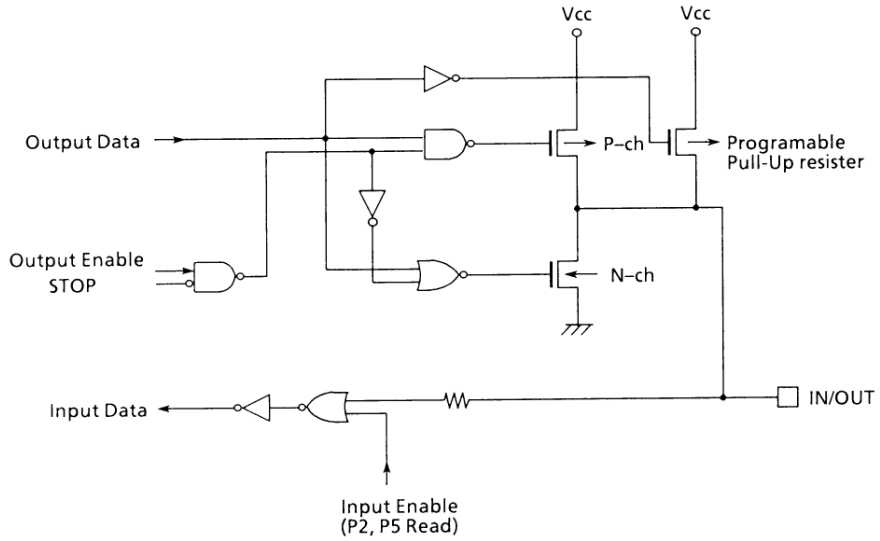 Vcc
Vcc
Output Data
P-ch
Programable
Pull-Up resister
Output Enable
STOP
N-ch
Input Data
IN/OUT
Input Enable
(P2, P5 Read)